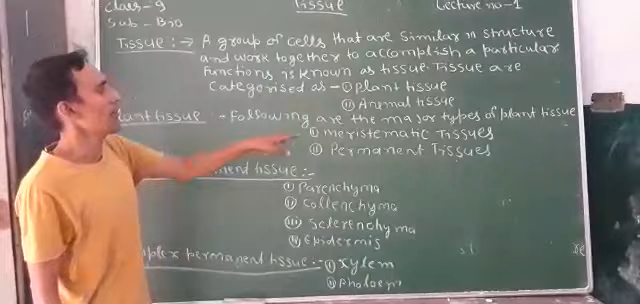 Class-9
Tissue
Lecture no-1
Sub-Bio
Tissue:→ A group of cells that are similar in structure
and work together to accomplish a particular
functions is known as tissue. Tissue are
categorised as-(i) plant tissue
(ii) Animal tissue
plant tissue - Following are the major types of plant tissue
(i) meristematic Tissues
(ii) Permanent Tissues
tissue:-
(i) Parenchyma
(ii) Collenchyma
(iii) Sclerenchyma
(iv) Epidermis
permanent tissue:-(i) Xylem
(ii) Phloem